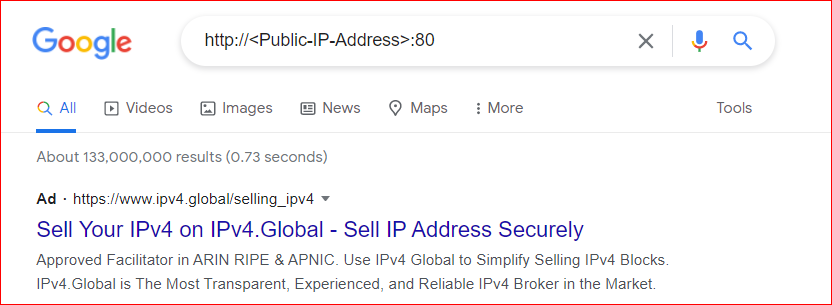 Google http://<Public-IP-Address>:80
All Videos Images News Maps More Tools
About 133,000,000 results (0.73 seconds)
Ad · https://www.ipv4.global/selling_ipv4
Sell Your IPv4 on IPv4.Global - Sell IP Address Securely
Approved Facilitator in ARIN RIPE & APNIC. Use IPv4 Global to Simplify Selling IPv4 Blocks.
IPv4.Global is The Most Transparent, Experienced, and Reliable IPv4 Broker in the Market.